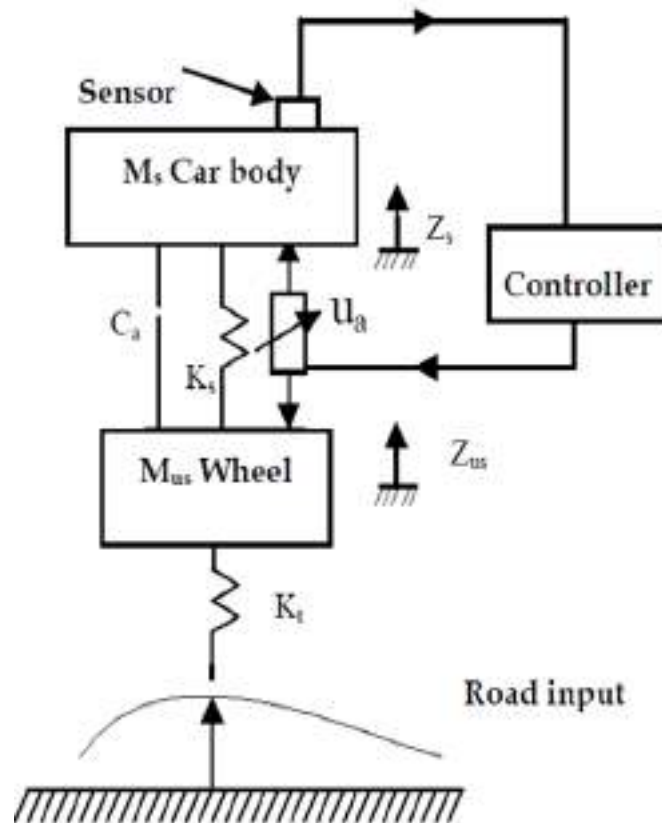 Sensor
Mₛ Car body
Zₛ
Controller
Cₐ
uₐ
Kₛ
Mᵤₛ Wheel
Zᵤₛ
Kₜ
Road input